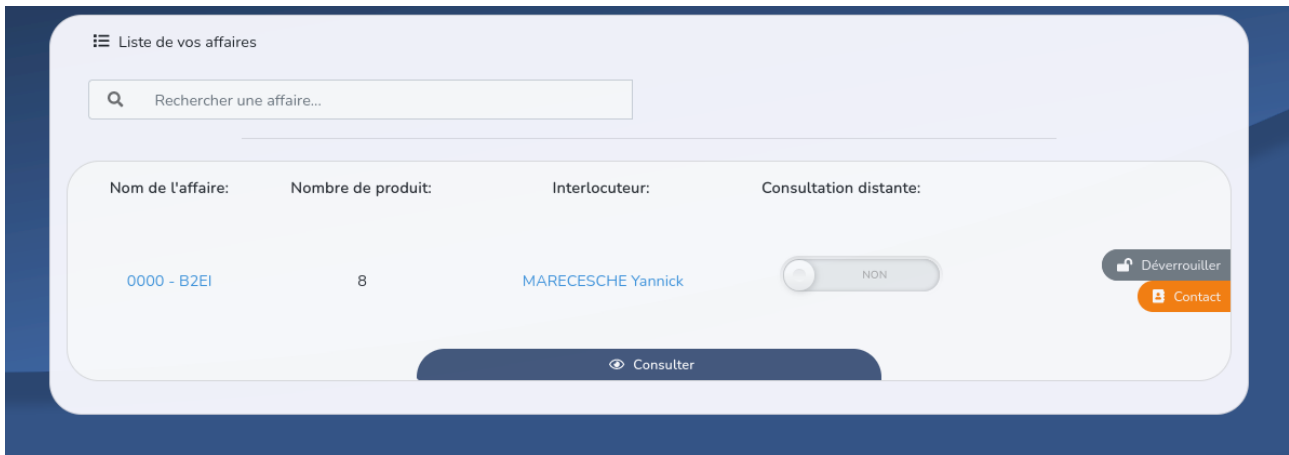 Liste de vos affaires
Rechercher une affaire...
Nom de l'affaire: Nombre de produit: Interlocuteur: Consultation distante:
0000 - B2EI 8 MARECESCHE Yannick NON
Déverrouiller
Contact
Consulter